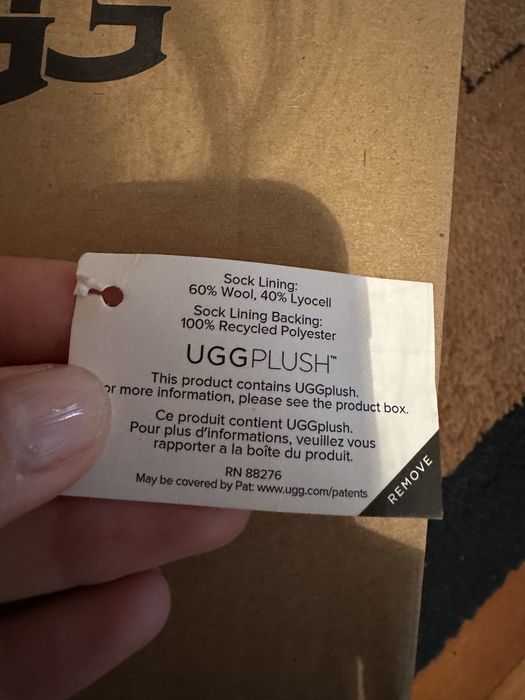 Sock Lining:
60% Wool, 40% Lyocell
Sock Lining Backing:
100% Recycled Polyester
UGGPLUSH™
This product contains UGGplush.
or more information, please see the product box.
Ce produit contient UGGplush.
Pour plus d'informations, veuillez vous
rapporter a la boîte du produit.
RN 88276
May be covered by Pat: www.ugg.com/patents
REMOVE